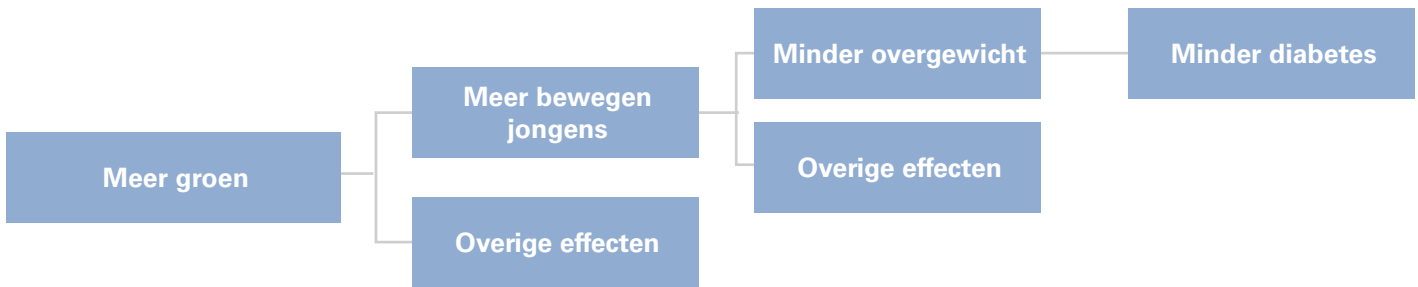 Meer groen
Meer bewegen
jongens
Overige effecten
Minder overgewicht
Overige effecten
Minder diabetes